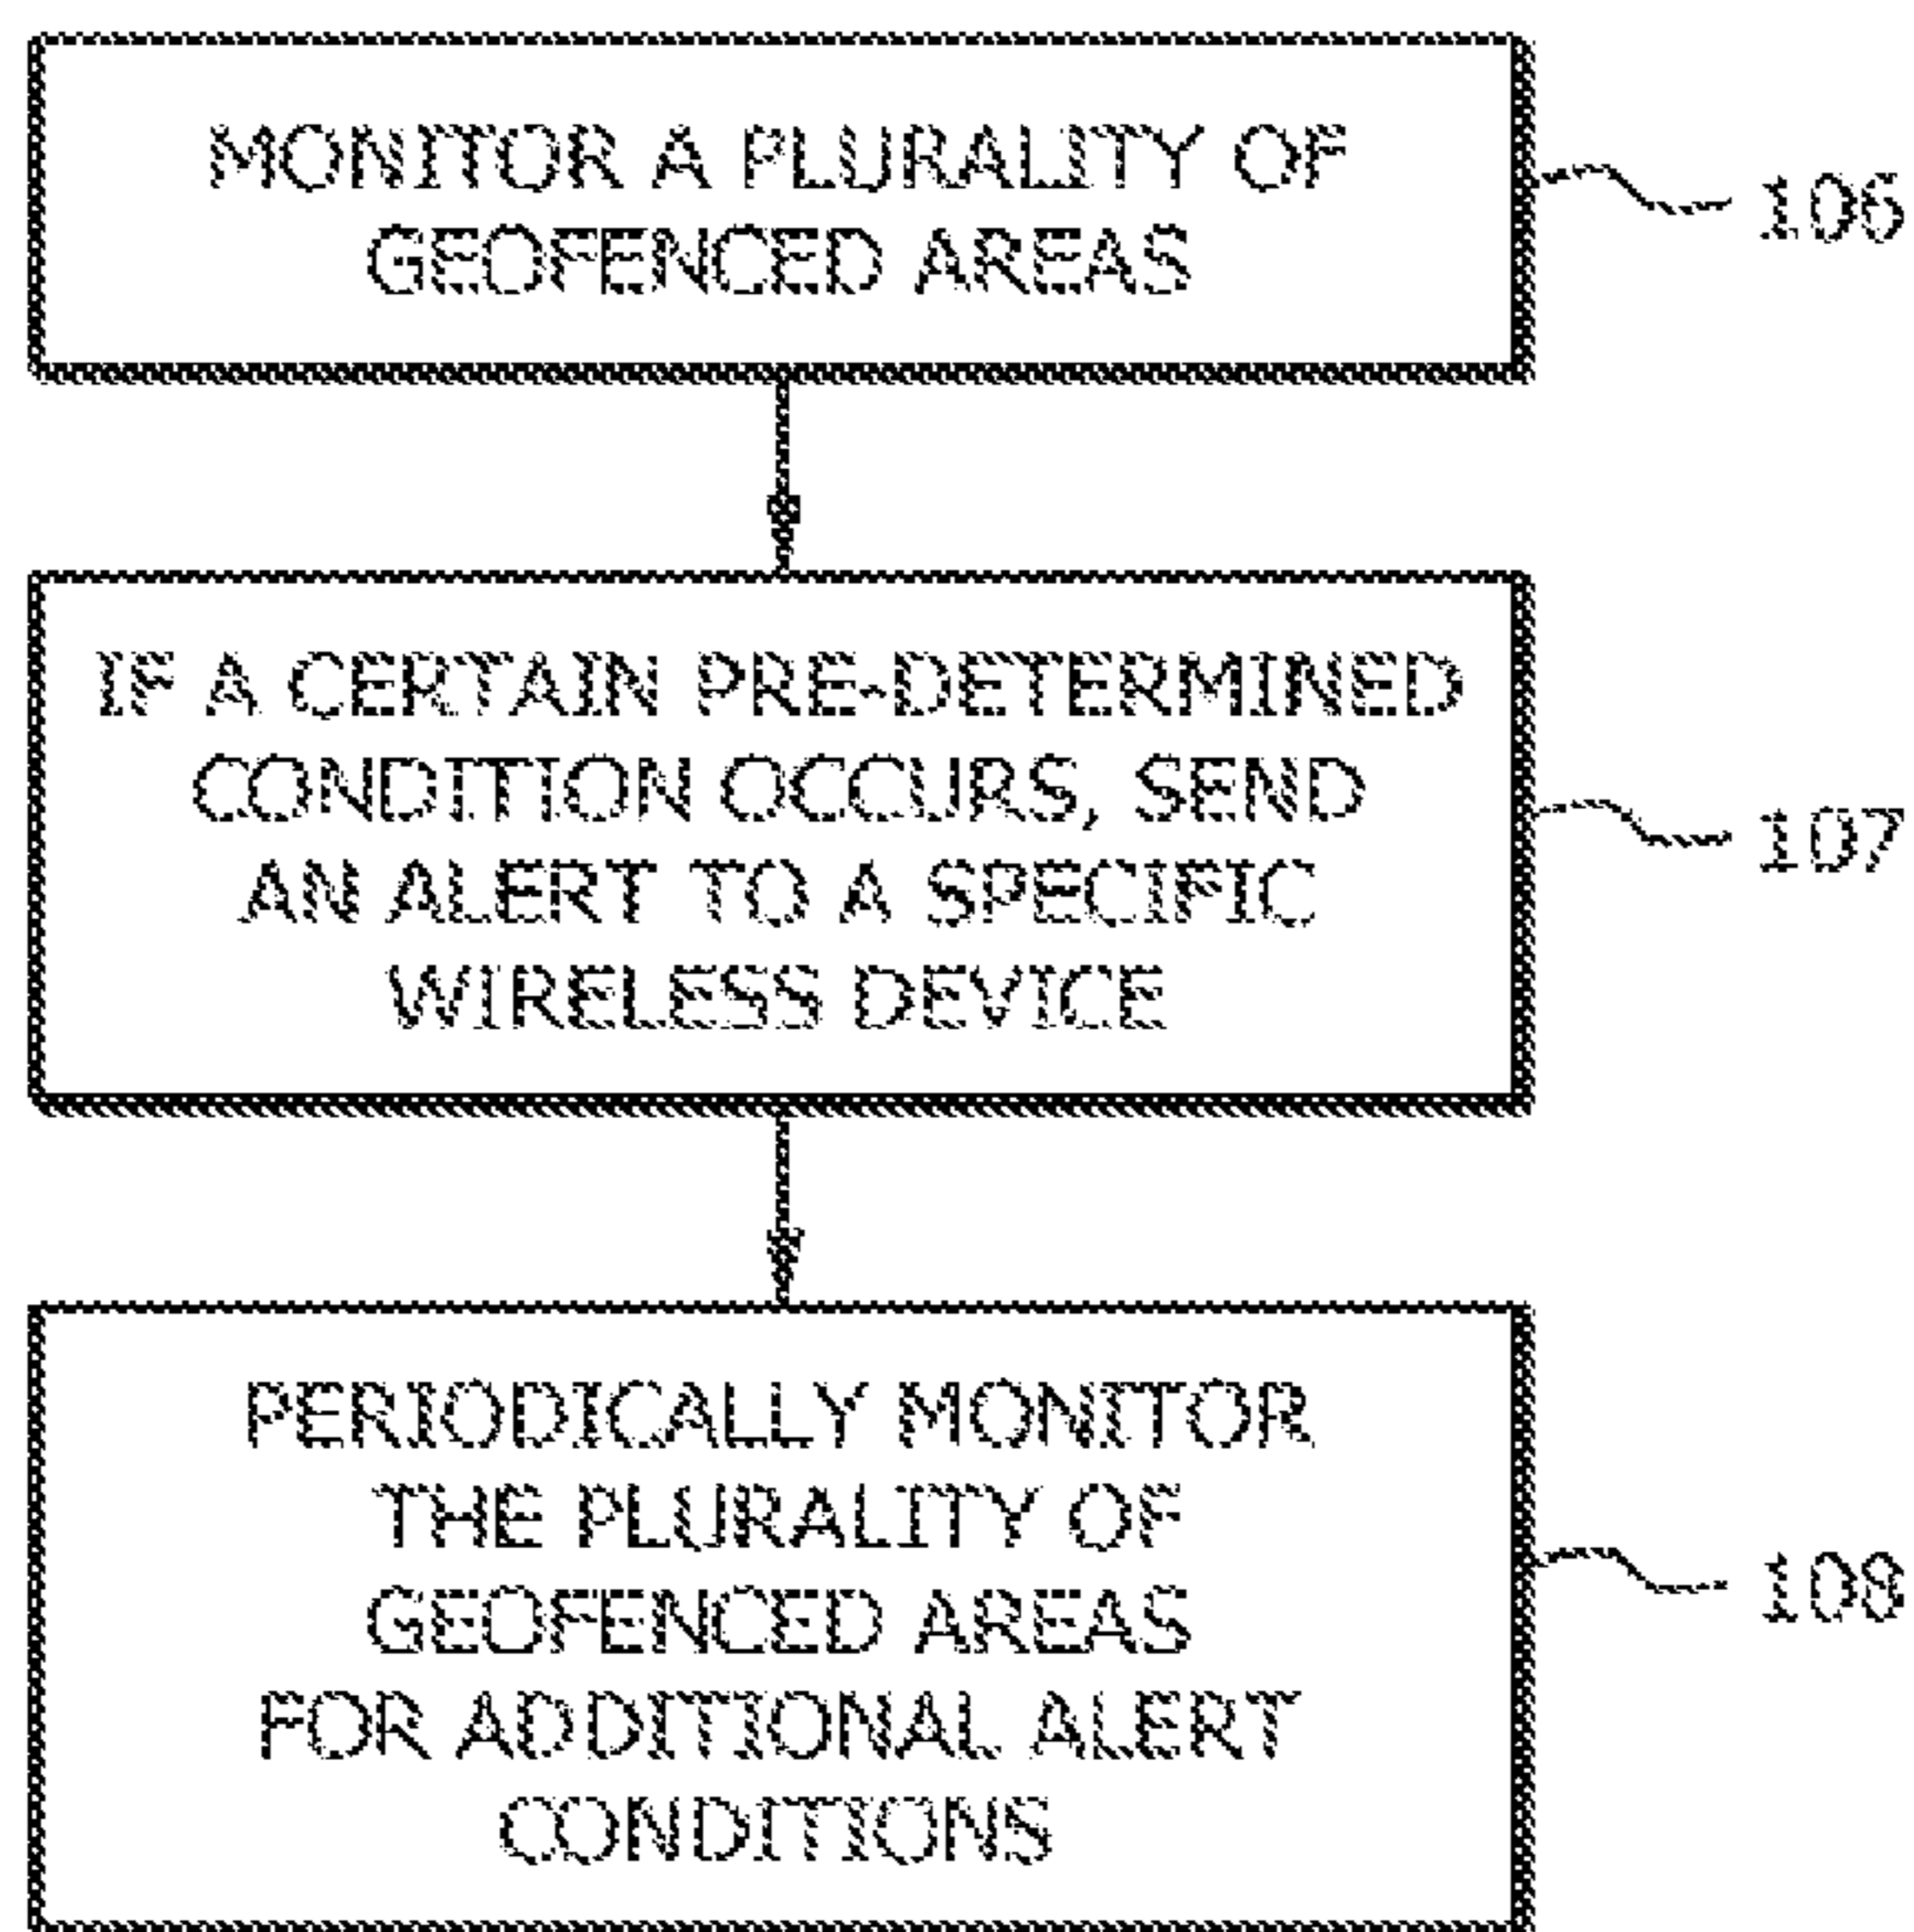 MONITOR A PLURALITY OF
GEOFENCED AREAS
106
IF A CERTAIN PRE-DETERMINED
CONDITION OCCURS, SEND
AN ALERT TO A SPECIFIC
WIRELESS DEVICE
107
PERIODICALLY MONITOR
THE PLURALITY OF
GEOFENCED AREAS
FOR ADDITIONAL ALERT
CONDITIONS
108